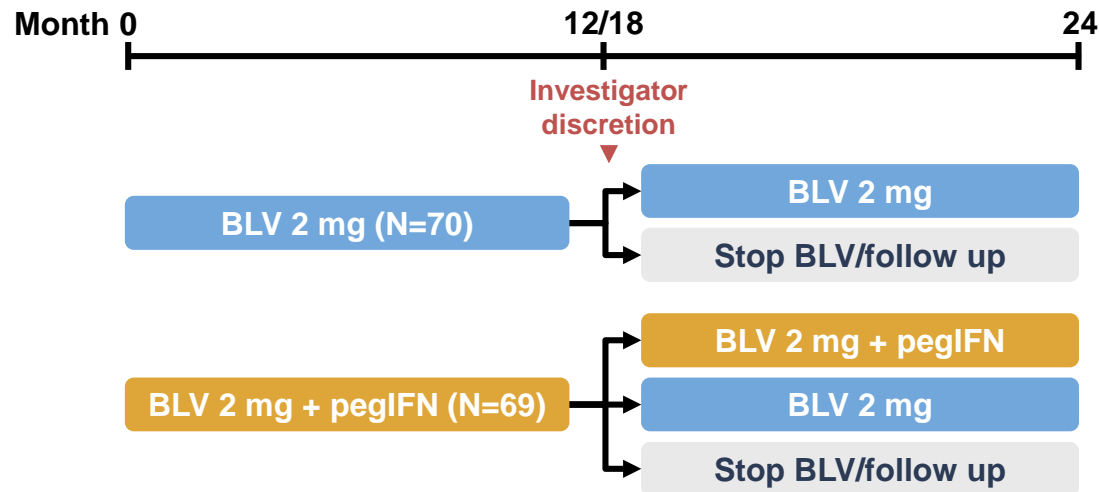 Month 0 12/18 24
Investigator
discretion
BLV 2 mg (N=70)
BLV 2 mg
Stop BLV/follow up
BLV 2 mg + pegIFN (N=69)
BLV 2 mg + pegIFN
BLV 2 mg
Stop BLV/follow up